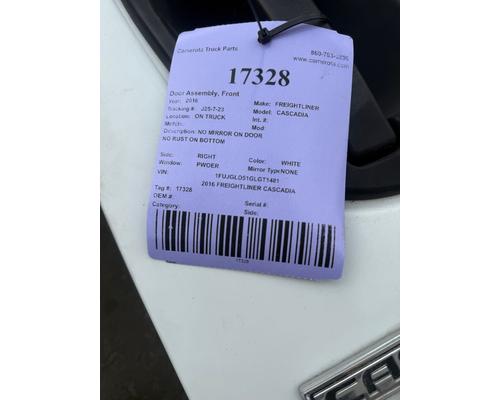 Camerota Truck Parts
860-763-
www.camerota.com
17328
Door Assembly, Front
Year: 2016 Make: FREIGHTLINER
Tracking #: J25-7-23 Model: CASCADIA
Location: ON TRUCK Int. #:
Match: Mod
Description: NO MIRROR ON DOOR
NO RUST ON BOTTOM
Side: RIGHT Color: WHITE
Window: PWOER Mirror Type: NONE
VIN: 1FUJGLD51GLGT1481
2016 FREIGHTLINER CASCADIA
Tag #: 17328
OEM #: Serial #:
Category: Side:
17328